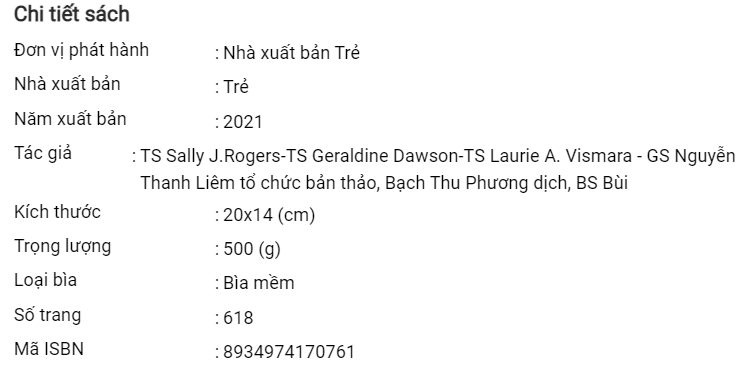 Chi tiết sách
Đơn vị phát hành : Nhà xuất bản Trẻ
Nhà xuất bản : Trẻ
Năm xuất bản : 2021
Tác giả : TS Sally J.Rogers-TS Geraldine Dawson-TS Laurie A. Vismara - GS Nguyễn
Thanh Liêm tổ chức bản thảo, Bạch Thu Phương dịch, BS Bùi
Kích thước : 20x14 (cm)
Trọng lượng : 500 (g)
Loại bìa : Bìa mềm
Số trang : 618
Mã ISBN : 8934974170761